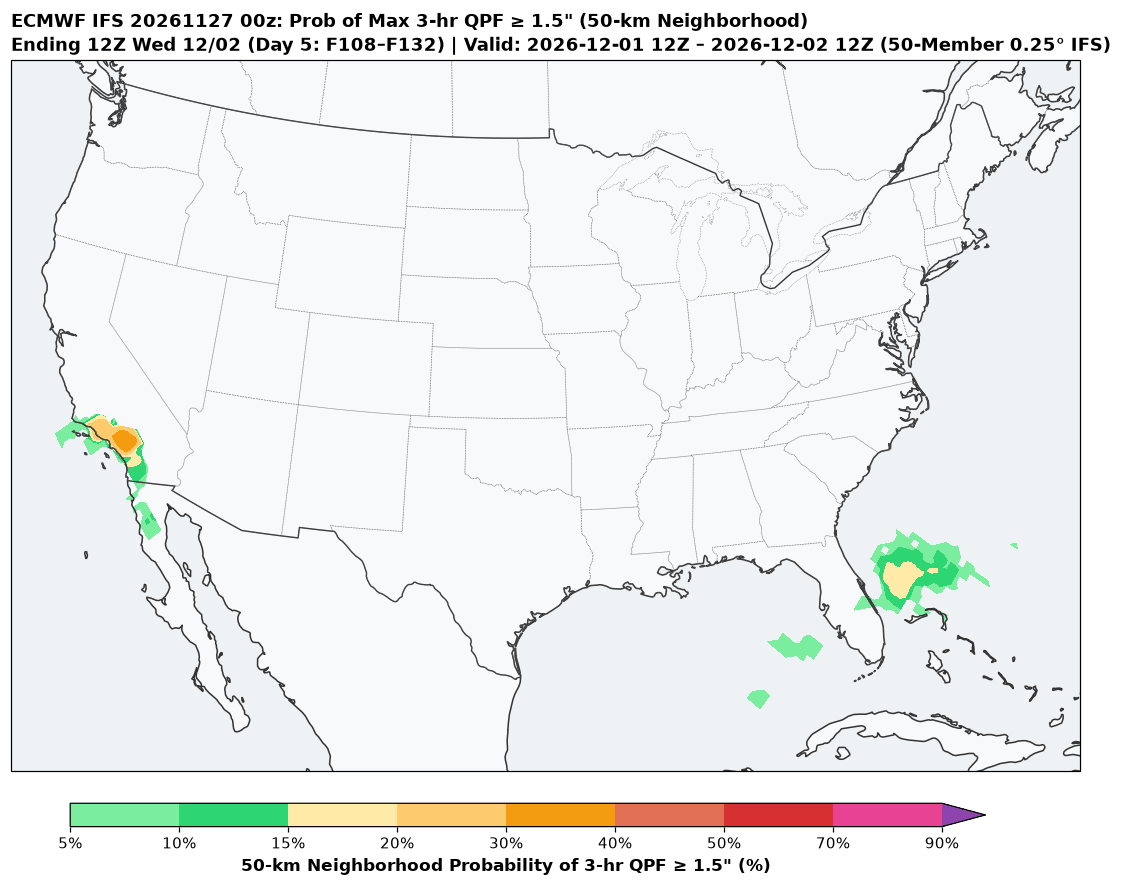 ECMWF IFS 20261127 00z: Prob of Max 3-hr QPF ≥ 1.5" (50-km Neighborhood)
Ending 12Z Wed 12/02 (Day 5: F108–F132) | Valid: 2026-12-01 12Z – 2026-12-02 12Z (50-Member 0.25° IFS)
5% 10% 15% 20% 30% 40% 50% 70% 90%
50-km Neighborhood Probability of 3-hr QPF ≥ 1.5" (%)